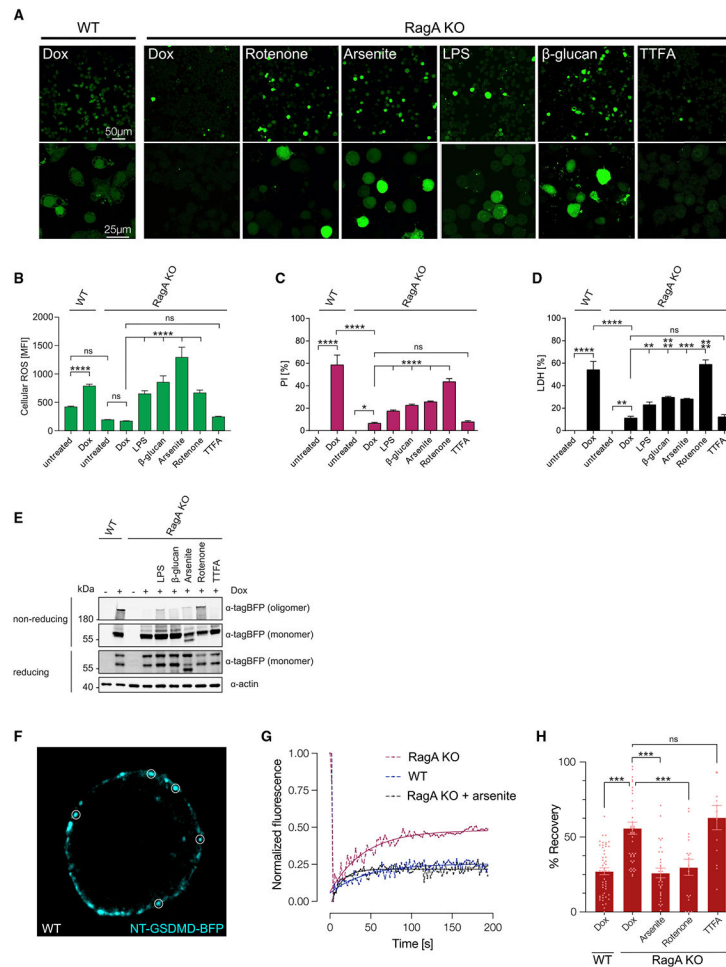 A
WT
RagA KO
Dox
Dox
Rotenone
Arsenite
LPS
β-glucan
TTFA
50µm
25µm
B
WT
RagA KO
ns
ns
****
****
ns
Cellular ROS [MFI]
2500
2000
1500
1000
500
0
untreated
Dox
untreated
Dox
LPS
β-glucan
Arsenite
Rotenone
TTFA
C
WT
RagA KO
****
ns
****
****
*
PI [%]
100
80
60
40
20
0
untreated
Dox
untreated
Dox
LPS
β-glucan
Arsenite
Rotenone
TTFA
D
WT
RagA KO
****
ns
****
**
**
****
***
****
LDH [%]
100
80
60
40
20
0
untreated
Dox
untreated
Dox
LPS
β-glucan
Arsenite
Rotenone
TTFA
E
WT
RagA KO
LPS
β-glucan
Arsenite
Rotenone
TTFA
kDa
- + - + + + + + + Dox
non-reducing
180
α-tagBFP (oligomer)
55
α-tagBFP (monomer)
reducing
55
α-tagBFP (monomer)
40
α-actin
F
WT
NT-GSDMD-BFP
G
RagA KO
WT
RagA KO + arsenite
Normalized fluorescence
1.00
0.75
0.50
0.25
0.00
0
50
100
150
200
Time [s]
H
ns
***
***
***
% Recovery
100
50
0
Dox
Dox
Arsenite
Rotenone
TTFA
WT
RagA KO